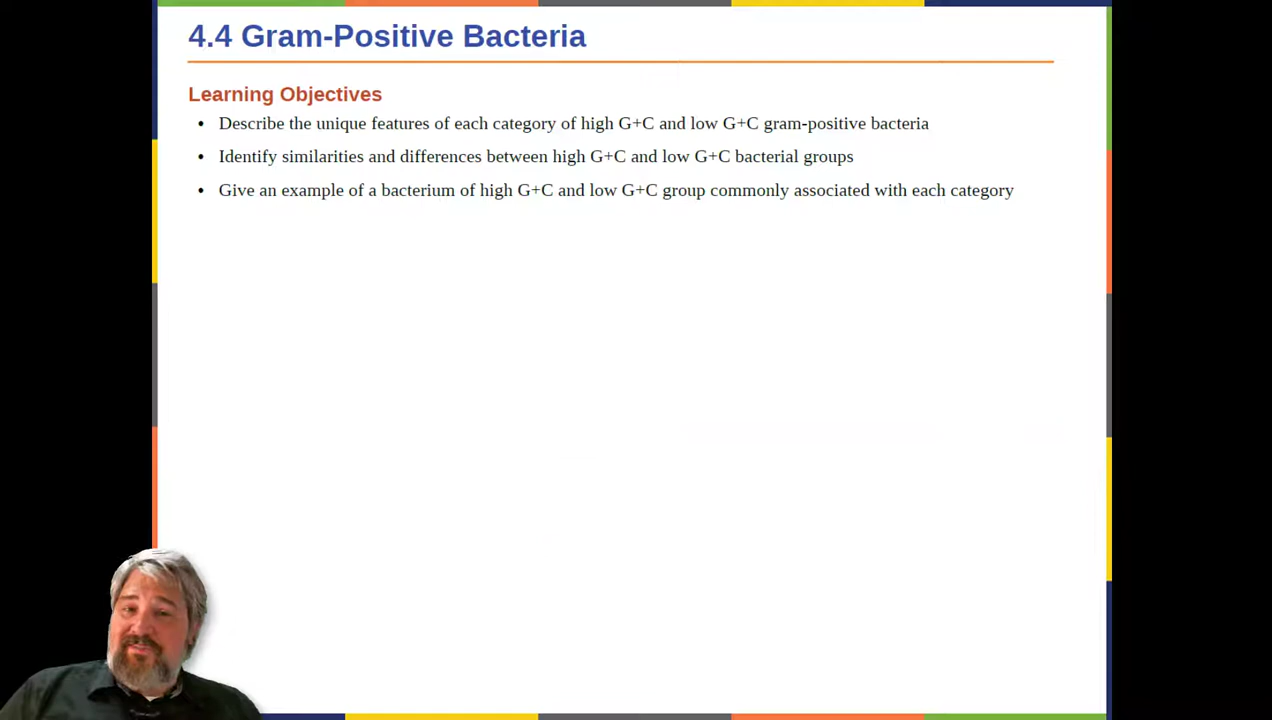 4.4 Gram-Positive Bacteria
Learning Objectives
• Describe the unique features of each category of high G+C and low G+C gram-positive bacteria
• Identify similarities and differences between high G+C and low G+C bacterial groups
• Give an example of a bacterium of high G+C and low G+C group commonly associated with each category